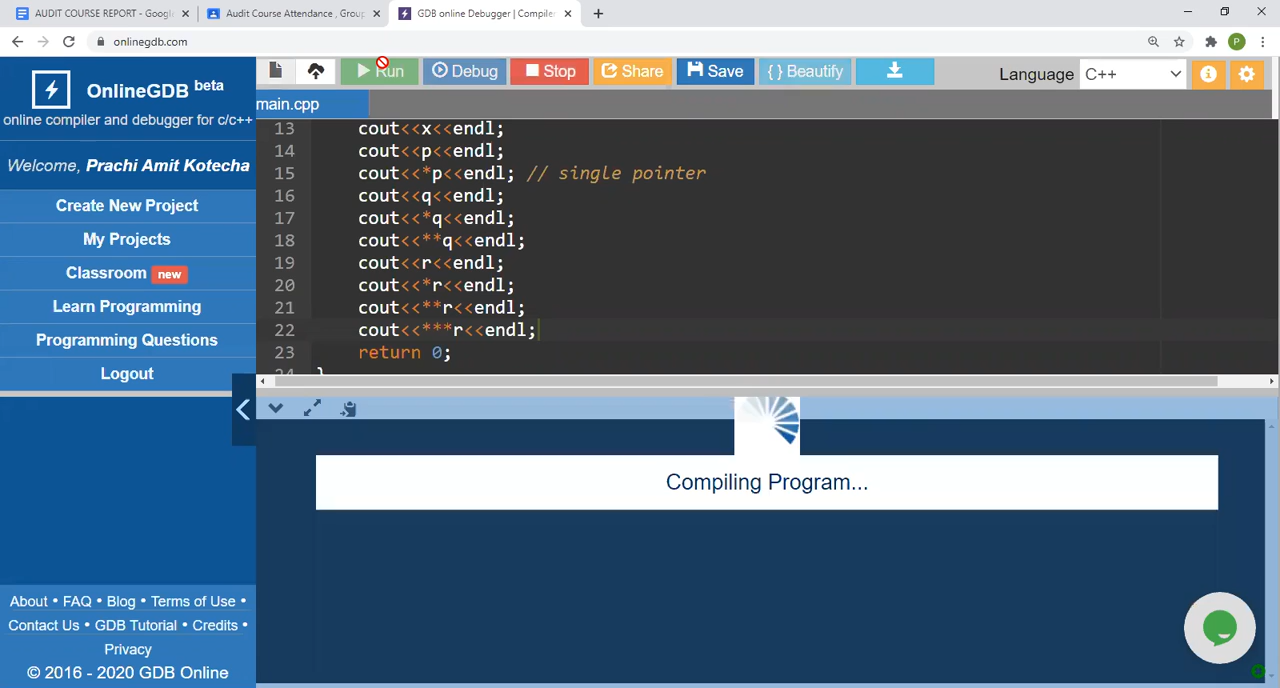 AUDIT COURSE REPORT - Google
Audit Course Attendance , Group
GDB online Debugger | Compiler
onlinegdb.com
P
OnlineGDB beta
online compiler and debugger for c/c++
Welcome, Prachi Amit Kotecha
Create New Project
My Projects
Classroom new
Learn Programming
Programming Questions
Logout
About • FAQ • Blog • Terms of Use •
Contact Us • GDB Tutorial • Credits •
Privacy
© 2016 - 2020 GDB Online
Run Debug Stop Share Save { } Beautify
Language C++
main.cpp
13 cout<<x<<endl;
14 cout<<p<<endl;
15 cout<<*p<<endl; // single pointer
16 cout<<q<<endl;
17 cout<<*q<<endl;
18 cout<<**q<<endl;
19 cout<<r<<endl;
20 cout<<*r<<endl;
21 cout<<**r<<endl;
22 cout<<***r<<endl;
23 return 0;
24 }
Compiling Program...